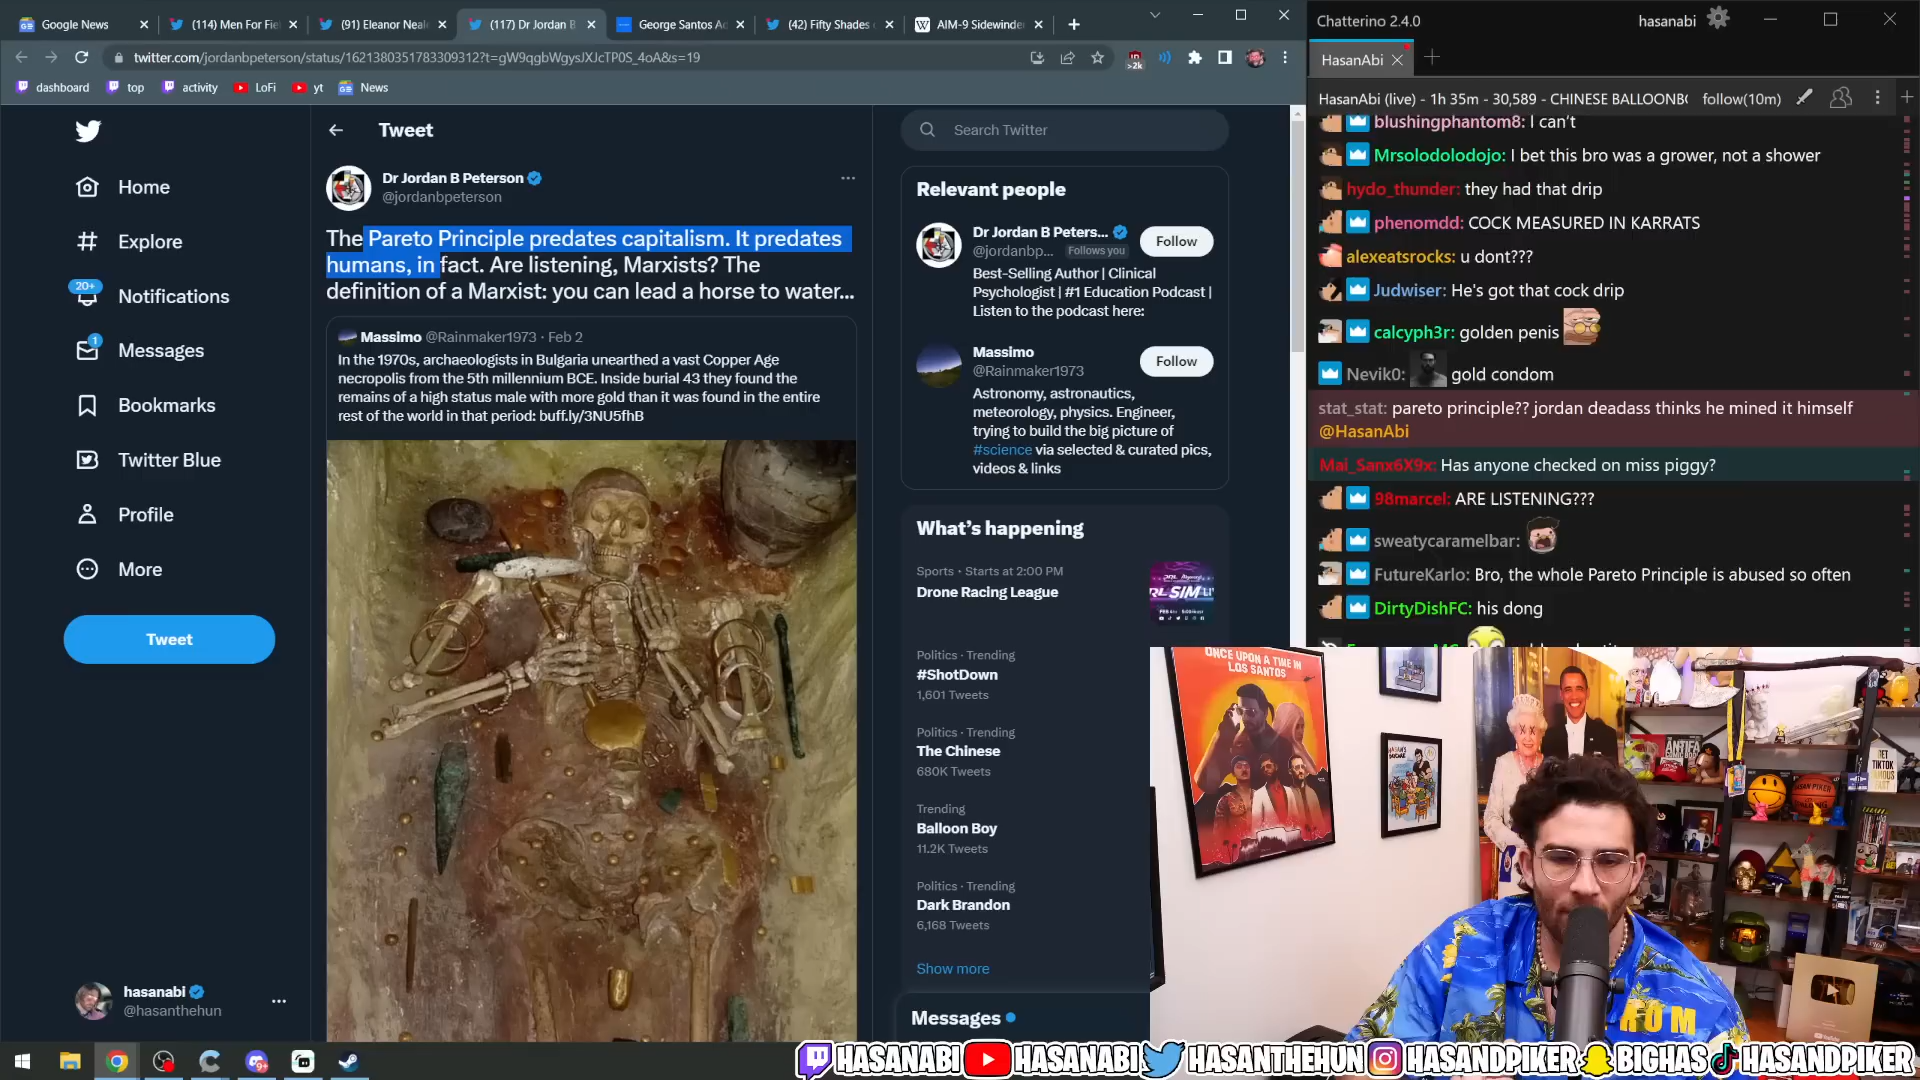 Google News
(114) Men For Fie
(91) Eleanor Neale
(117) Dr Jordan B
George Santos Ad
(42) Fifty Shades o
AIM-9 Sidewinde
twitter.com/jordanbpeterson/status/1621380351783309312?t=gW9qgbWgysJXJcTP0S_4oA&s=19
>2k
dashboard
top
activity
LoFi
yt
News
Home
Explore
20+
Notifications
1
Messages
Bookmarks
Twitter Blue
Profile
More
Tweet
hasanabi
@hasanthehun
Tweet
Dr Jordan B Peterson
@jordanbpeterson
The Pareto Principle predates capitalism. It predates
humans, in fact. Are listening, Marxists? The
definition of a Marxist: you can lead a horse to water...
Massimo @Rainmaker1973 · Feb 2
In the 1970s, archaeologists in Bulgaria unearthed a vast Copper Age
necropolis from the 5th millennium BCE. Inside burial 43 they found the
remains of a high status male with more gold than it was found in the entire
rest of the world in that period: buff.ly/3NU5fhB
Search Twitter
Relevant people
Dr Jordan B Peters...
@jordanbp... Follows you
Follow
Best-Selling Author | Clinical
Psychologist | #1 Education Podcast |
Listen to the podcast here:
Massimo
@Rainmaker1973
Follow
Astronomy, astronautics,
meteorology, physics. Engineer,
trying to build the big picture of
#science via selected & curated pics,
videos & links
What's happening
Sports · Starts at 2:00 PM
Drone Racing League
Politics · Trending
#ShotDown
1,601 Tweets
Politics · Trending
The Chinese
680K Tweets
Trending
Balloon Boy
11.2K Tweets
Politics · Trending
Dark Brandon
6,168 Tweets
Show more
Messages
Chatterino 2.4.0
hasanabi
HasanAbi
HasanAbi (live) - 1h 35m - 30,589 - CHINESE BALLOONBO
follow(10m)
blushingphantom8: I can't
Mrsolodolodojo: I bet this bro was a grower, not a shower
hydo_thunder: they had that drip
phenomdd: COCK MEASURED IN KARRATS
alexeatsrocks: u dont???
Judwiser: He's got that cock drip
calcyph3r: golden penis
Nevik0: gold condom
stat_stat: pareto principle?? jordan deadass thinks he mined it himself
@HasanAbi
Mai_Sanx6X9x: Has anyone checked on miss piggy?
98marcel: ARE LISTENING???
sweatycaramelbar:
FutureKarlo: Bro, the whole Pareto Principle is abused so often
DirtyDishFC: his dong
ONCE UPON A TIME IN
LOS SANTOS
ANTIFA
ROM
HASANABI HASANABI HASANTHEHUN HASANDPIKER BIGHAS HASANDPIKER